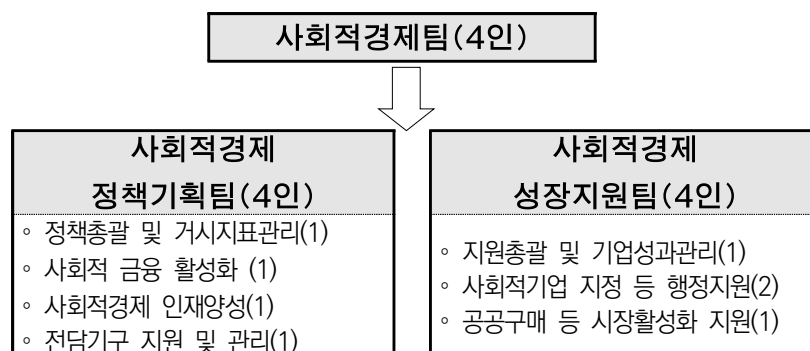 사회적경제팀(4인)
사회적경제
정책기획팀(4인)
◦ 정책총괄 및 거시지표관리(1)
◦ 사회적 금융 활성화 (1)
◦ 사회적경제 인재양성(1)
◦ 전담기구 지원 및 관리(1)
사회적경제
성장지원팀(4인)
◦ 지원총괄 및 기업성과관리(1)
◦ 사회적기업 지정 등 행정지원(2)
◦ 공공구매 등 시장활성화 지원(1)